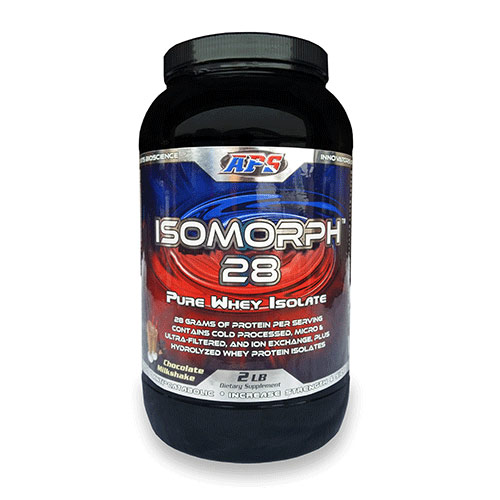 BIOSCIENCE
APS
ISOMORPH™
28
PURE WHEY ISOLATE
28 GRAMS OF PROTEIN PER SERVING
CONTAINS COLD PROCESSED, MICRO &
ULTRA-FILTERED, AND ION EXCHANGE, PLUS
HYDROLYZED WHEY PROTEIN ISOLATES
Chocolate
Milkshake
2 LB
Dietary Supplement
• INCREASE STRENGTH